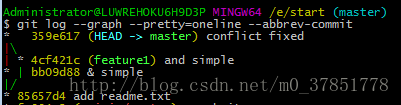 Administrator@LUWREHOKU6H9D3P MINGW64 /e/start (master)
$ git log --graph --pretty=oneline --abbrev-commit
*   359e617 (HEAD -> master) conflict fixed
|\
| * 4cf421c (feature1) and simple
* | bb09d88 & simple
|/
* 85657d4 add readme.txt
http://blog.csdn.net/m0_37851778